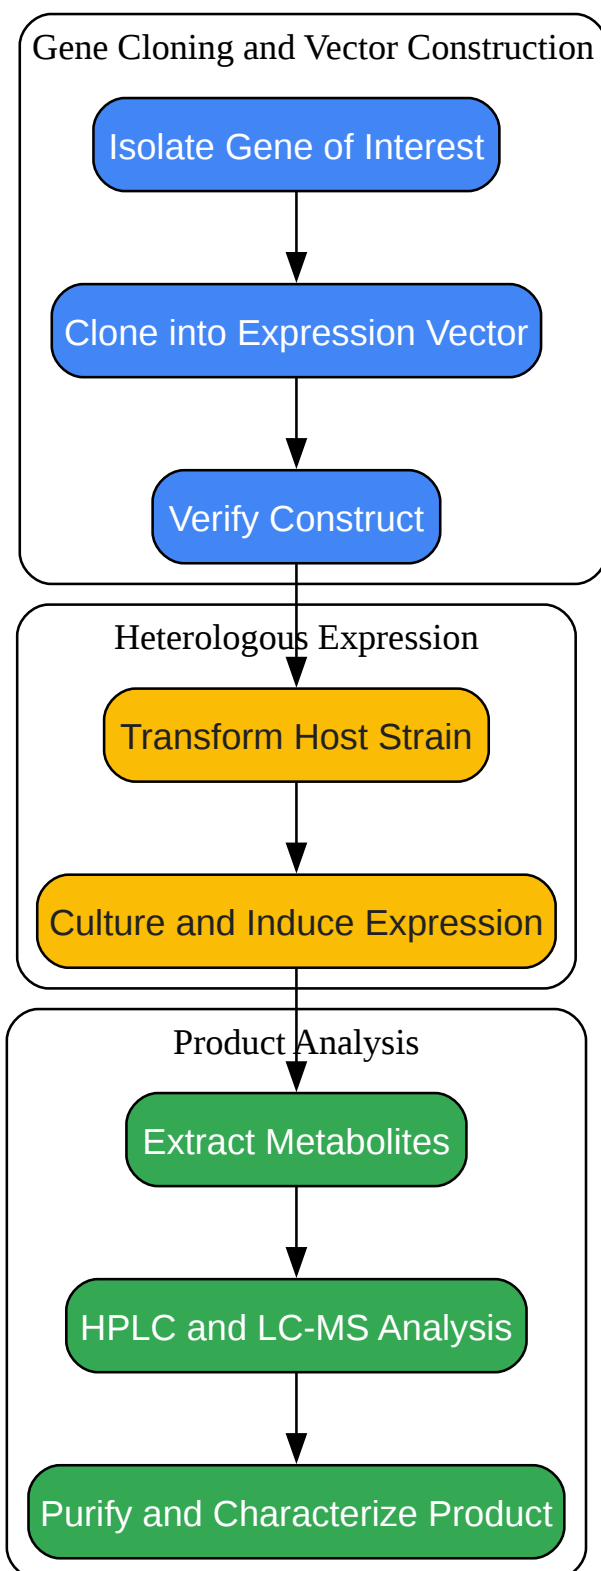 Gene Cloning and Vector Construction
Isolate Gene of Interest
Clone into Expression Vector
Verify Construct
Heterologous Expression
Transform Host Strain
Culture and Induce Expression
Product Analysis
Extract Metabolites
HPLC and LC-MS Analysis
Purify and Characterize Product